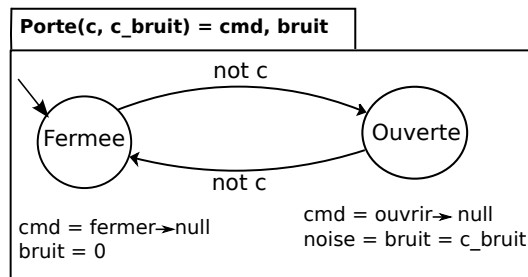 Porte(c, c_bruit) = cmd, bruit
not c
Fermee
Ouverte
not c
cmd = fermer→null
bruit = 0
cmd = ouvrir→ null
noise = bruit = c_bruit